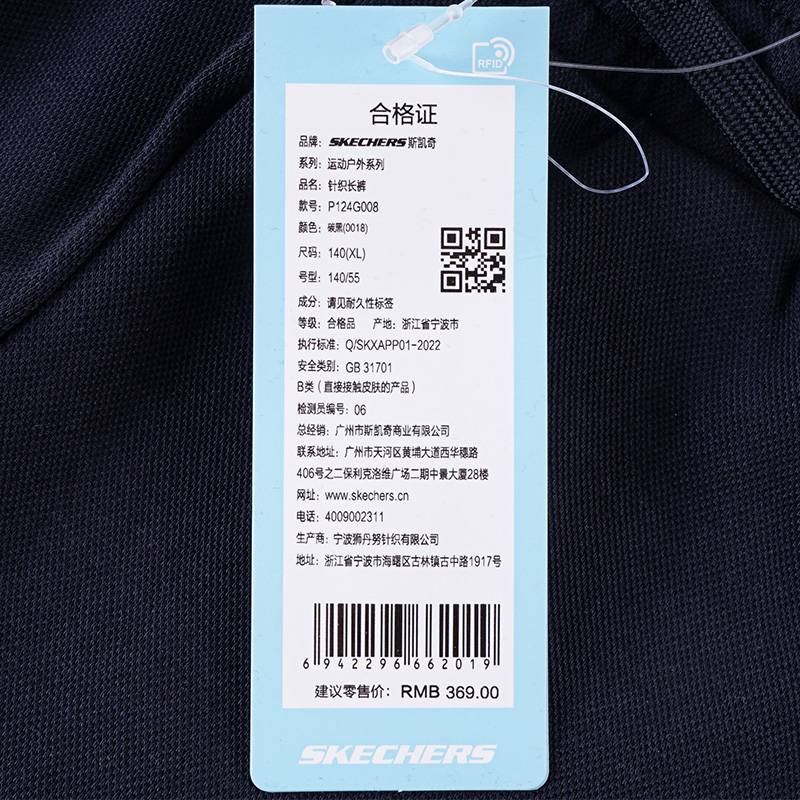 RFID
合格证
品牌: SKECHERS 斯凯奇
系列: 运动户外系列
品名: 针织长裤
款号: P124G008
颜色: 碳黑(0018)
尺码: 140(XL)
号型: 140/55
成分: 请见耐久性标签
等级: 合格品 产地: 浙江省宁波市
执行标准: Q/SKXAPP01-2022
安全类别: GB 31701
B类（直接接触皮肤的产品）
检测员编号: 06
总经销: 广州市斯凯奇商业有限公司
联系地址: 广州市天河区黄埔大道西华穗路
406号之二保利克洛维广场二期中景大厦28楼
网址: www.skechers.cn
电话: 4009002311
生产商: 宁波狮丹努针织有限公司
地址: 浙江省宁波市海曙区古林镇古中路1917号
6 942296 662019
建议零售价: RMB 369.00
SKECHERS